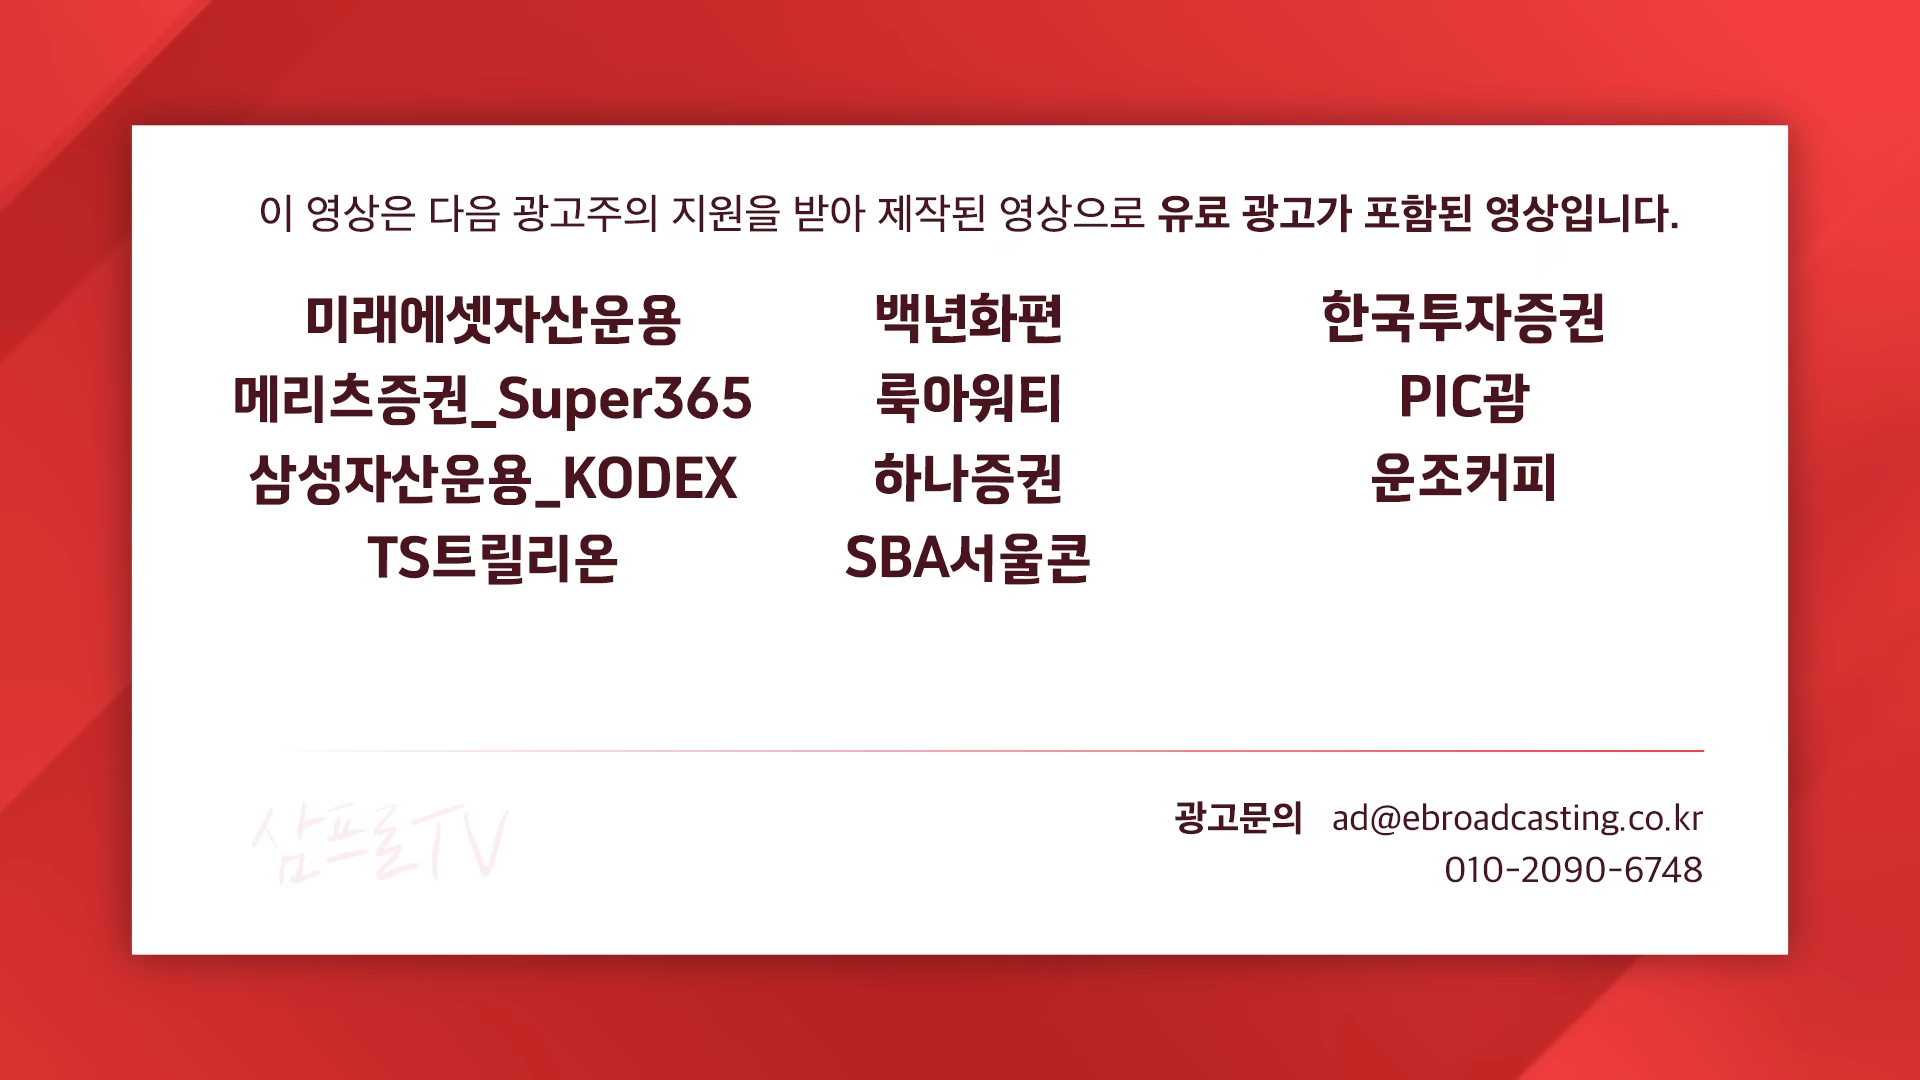 이 영상은 다음 광고주의 지원을 받아 제작된 영상으로 유료 광고가 포함된 영상입니다.
미래에셋자산운용 백년화편 한국투자증권
메리츠증권_Super365 룩아워티 PIC괌
삼성자산운용_KODEX 하나증권 운조커피
TS트릴리온 SBA서울콘
삼프로TV
광고문의 ad@ebroadcasting.co.kr
010-2090-6748